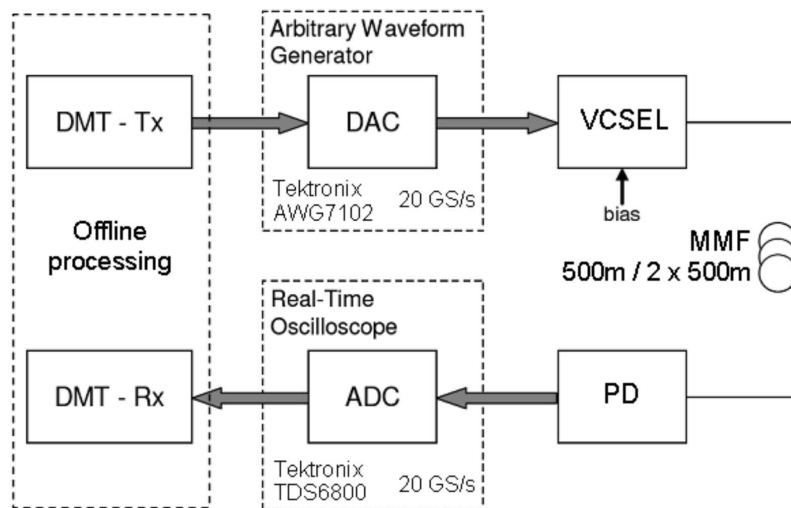 Arbitrary Waveform
Generator
DMT - Tx
DAC
VCSEL
Tektronix
AWG7102
20 GS/s
bias
Offline
processing
MMF
500m / 2 x 500m
Real-Time
Oscilloscope
DMT - Rx
ADC
PD
Tektronix
TDS6800
20 GS/s